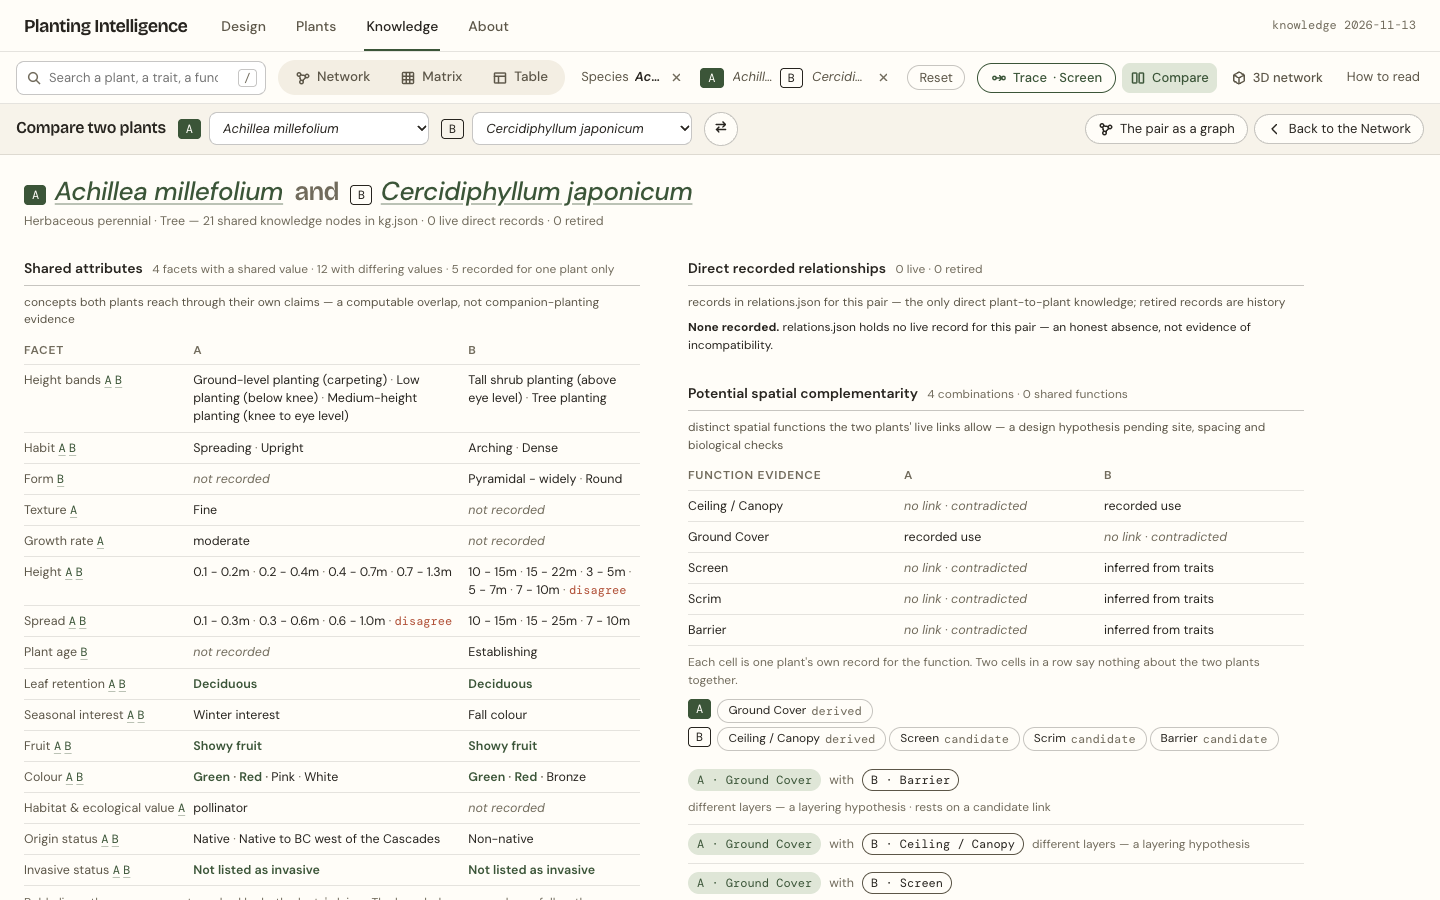 Planting Intelligence Design Plants Knowledge About knowledge 2026-11-13
Search a plant, a trait, a func / Network Matrix Table Species Ac... × A Achill... B Cercidi... × Reset Trace · Screen Compare 3D network How to read
Compare two plants A Achillea millefolium B Cercidiphyllum japonicum ⇄ The pair as a graph Back to the Network
A Achillea millefolium and B Cercidiphyllum japonicum
Herbaceous perennial · Tree — 21 shared knowledge nodes in kg.json · 0 live direct records · 0 retired
Shared attributes 4 facets with a shared value · 12 with differing values · 5 recorded for one plant only
concepts both plants reach through their own claims — a computable overlap, not companion-planting
evidence
FACET A B
Height bands A B Ground-level planting (carpeting) · Low Tall shrub planting (above
planting (below knee) · Medium-height eye level) · Tree planting
planting (knee to eye level)
Habit A B Spreading · Upright Arching · Dense
Form B not recorded Pyramidal - widely · Round
Texture A Fine not recorded
Growth rate A moderate not recorded
Height A B 0.1 - 0.2m · 0.2 - 0.4m · 0.4 - 0.7m · 0.7 - 1.3m 10 - 15m · 15 - 22m · 3 - 5m ·
5 - 7m · 7 - 10m · disagree
Spread A B 0.1 - 0.3m · 0.3 - 0.6m · 0.6 - 1.0m · disagree 10 - 15m · 15 - 25m · 7 - 10m
Plant age B not recorded Establishing
Leaf retention A B Deciduous Deciduous
Seasonal interest A B Winter interest Fall colour
Fruit A B Showy fruit Showy fruit
Colour A B Green · Red · Pink · White Green · Red · Bronze
Habitat & ecological value A pollinator not recorded
Origin status A B Native · Native to BC west of the Cascades Non-native
Invasive status A B Not listed as invasive Not listed as invasive
Direct recorded relationships 0 live · 0 retired
records in relations.json for this pair — the only direct plant-to-plant knowledge; retired records are history
None recorded. relations.json holds no live record for this pair — an honest absence, not evidence of
incompatibility.
Potential spatial complementarity 4 combinations · 0 shared functions
distinct spatial functions the two plants' live links allow — a design hypothesis pending site, spacing and
biological checks
FUNCTION EVIDENCE A B
Ceiling / Canopy no link · contradicted recorded use
Ground Cover recorded use no link · contradicted
Screen no link · contradicted inferred from traits
Scrim no link · contradicted inferred from traits
Barrier no link · contradicted inferred from traits
Each cell is one plant's own record for the function. Two cells in a row say nothing about the two plants
together.
A Ground Cover derived
B Ceiling / Canopy derived Screen candidate Scrim candidate Barrier candidate
A · Ground Cover with B · Barrier
different layers — a layering hypothesis · rests on a candidate link
A · Ground Cover with B · Ceiling / Canopy different layers — a layering hypothesis
A · Ground Cover with B · Screen